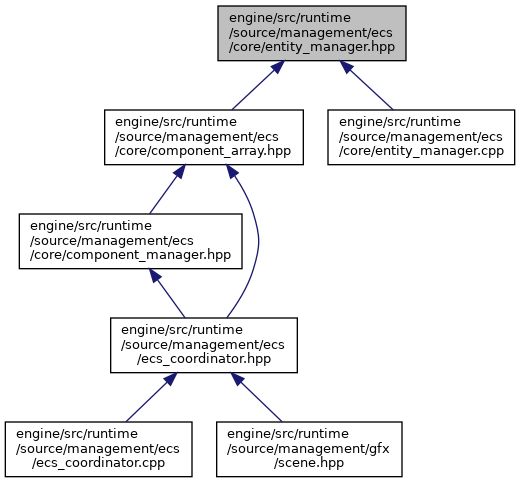 engine/src/runtime
/source/management/ecs
/core/entity_manager.hpp
engine/src/runtime
/source/management/ecs
/core/component_array.hpp
engine/src/runtime
/source/management/ecs
/core/entity_manager.cpp
engine/src/runtime
/source/management/ecs
/core/component_manager.hpp
engine/src/runtime
/source/management/ecs
/ecs_coordinator.hpp
engine/src/runtime
/source/management/ecs
/ecs_coordinator.cpp
engine/src/runtime
/source/management/gfx
/scene.hpp